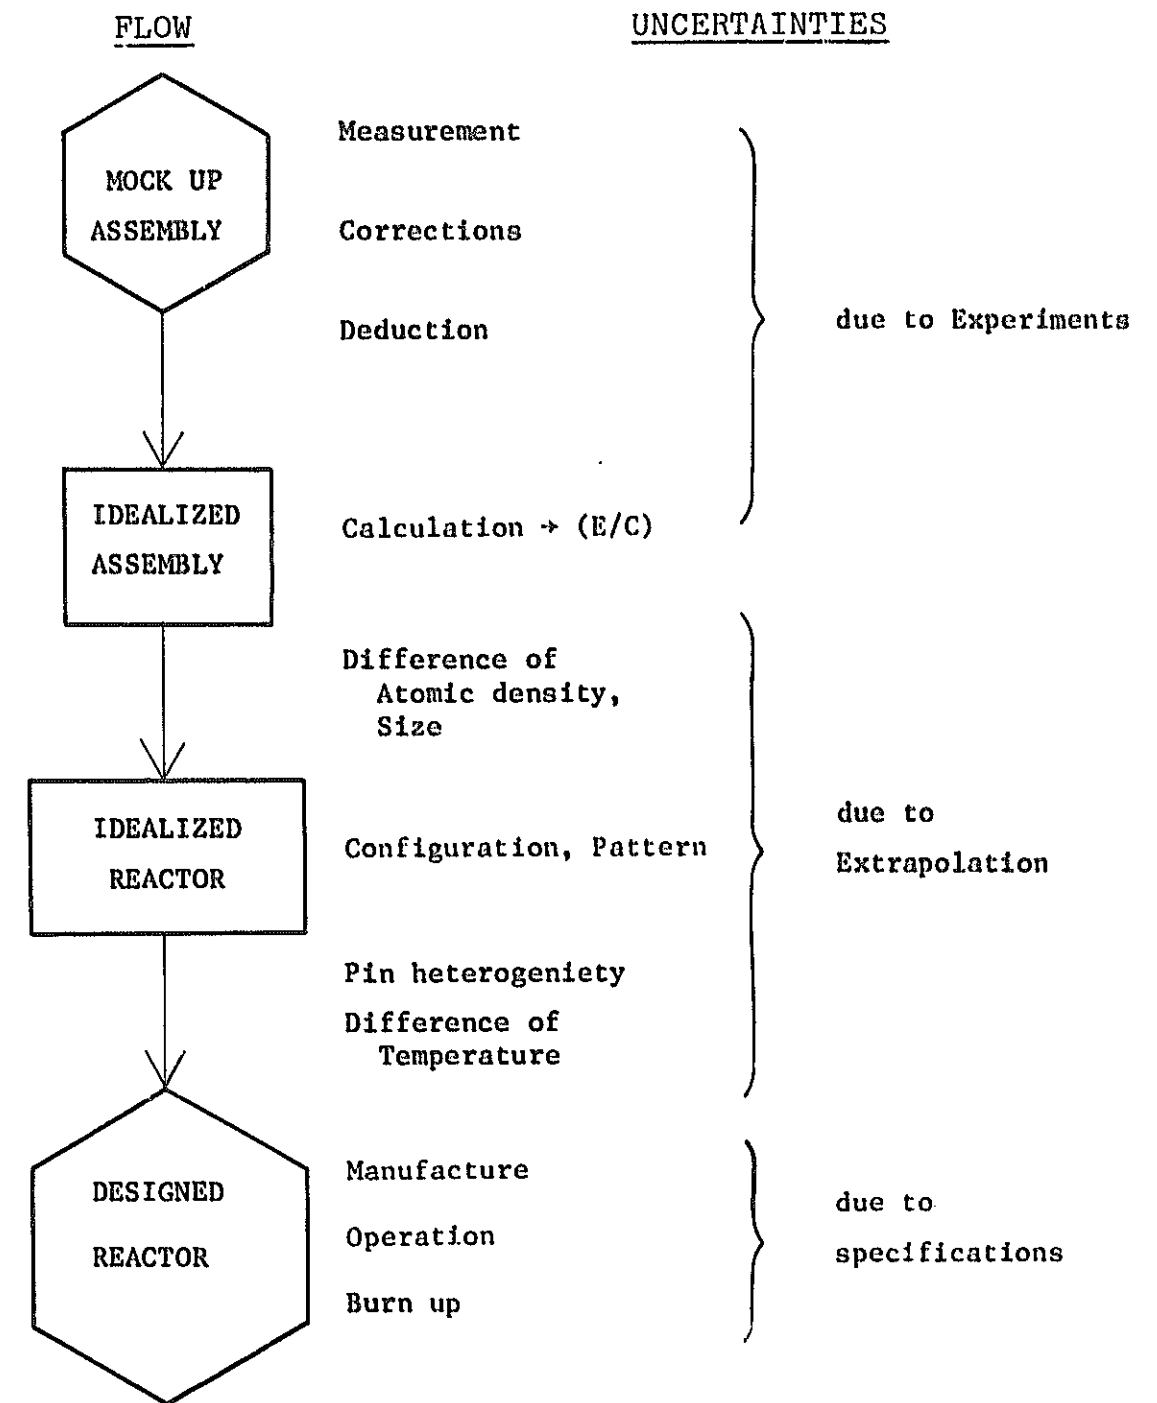 FLOW
UNCERTAINTIES
MOCK UP
ASSEMBLY
Measurement
Corrections
Deduction
due to Experiments
IDEALIZED
ASSEMBLY
Calculation → (E/C)
Difference of
Atomic density,
Size
IDEALIZED
REACTOR
Configuration, Pattern
Pin heterogeniety
Difference of
Temperature
due to
Extrapolation
DESIGNED
REACTOR
Manufacture
Operation
Burn up
due to
specifications